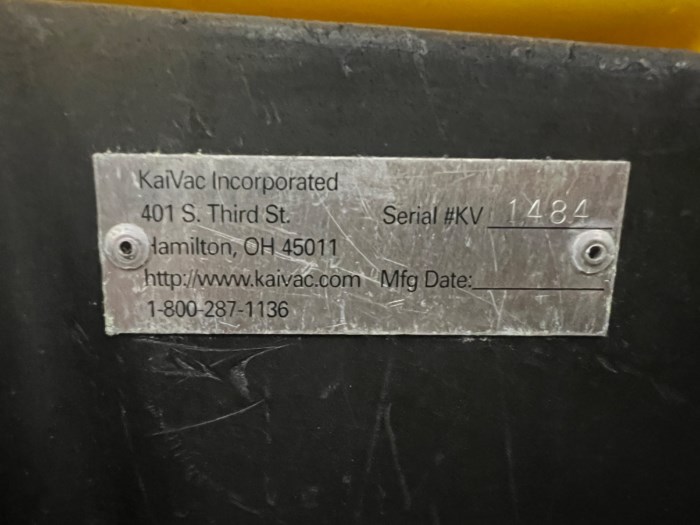 KaiVac Incorporated
401 S. Third St.
Serial #KV 1484
Hamilton, OH 45011
http://www.kaivac.com
Mfg Date:
1-800-287-1136